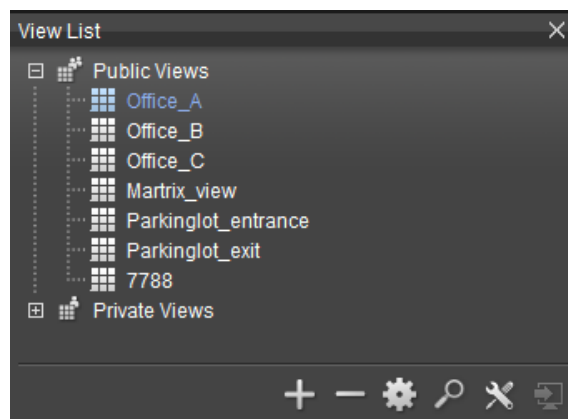 View List
Public Views
Office_A
Office_B
Office_C
Martrix_view
Parkinglot_entrance
Parkinglot_exit
7788
Private Views